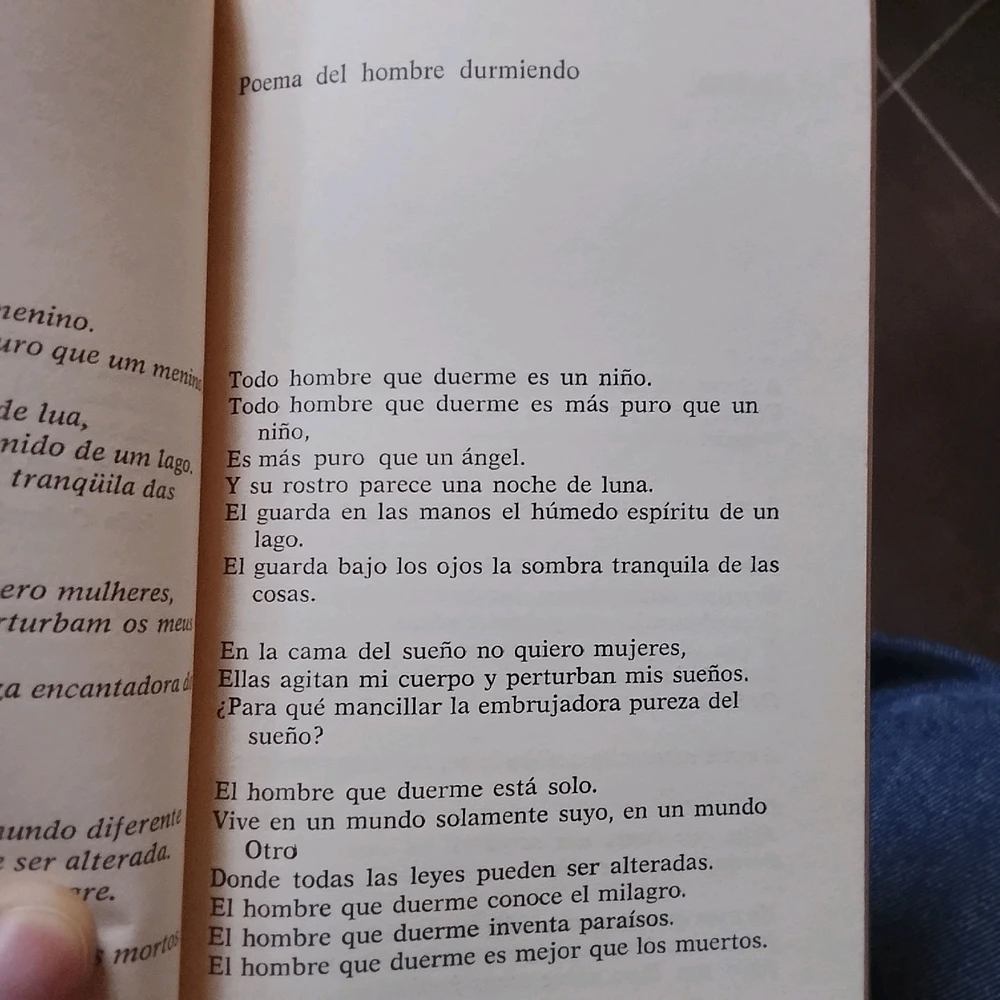 menino.
que um menino
de lua,
de um lago.
tranqüila das
mulheres,
os meus
encantadora
diferente
ser alterada.
mortos
Poema del hombre durmiendo
Todo hombre que duerme es un niño.
Todo hombre que duerme es más puro que un
niño,
Es más puro que un ángel.
Y su rostro parece una noche de luna.
El guarda en las manos el húmedo espíritu de un
lago.
El guarda bajo los ojos la sombra tranquila de las
cosas.
En la cama del sueño no quiero mujeres,
Ellas agitan mi cuerpo y perturban mis sueños.
¿Para qué mancillar la embrujadora pureza del
sueño?
El hombre que duerme está solo.
Vive en un mundo solamente suyo, en un mundo
Otro
Donde todas las leyes pueden ser alteradas.
El hombre que duerme conoce el milagro.
El hombre que duerme inventa paraísos.
El hombre que duerme es mejor que los muertos.